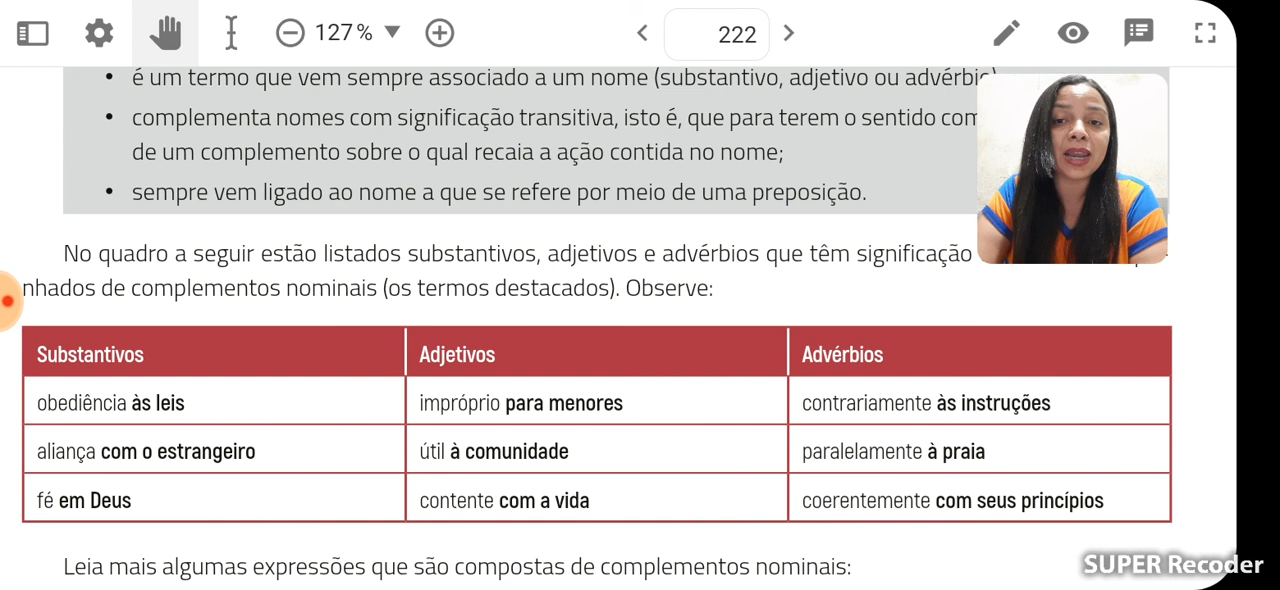 127%
222
• é um termo que vem sempre associado a um nome (substantivo, adjetivo ou advérbio)
• complementa nomes com significação transitiva, isto é, que para terem o sentido
de um complemento sobre o qual recaia a ação contida no nome;
• sempre vem ligado ao nome a que se refere por meio de uma preposição.
No quadro a seguir estão listados substantivos, adjetivos e advérbios que têm significação
nhados de complementos nominais (os termos destacados). Observe:
Substantivos Adjetivos Advérbios
obediência às leis impróprio para menores contrariamente às instruções
aliança com o estrangeiro útil à comunidade paralelamente à praia
fé em Deus contente com a vida coerentemente com seus princípios
Leia mais algumas expressões que são compostas de complementos nominais:
SUPER Recoder